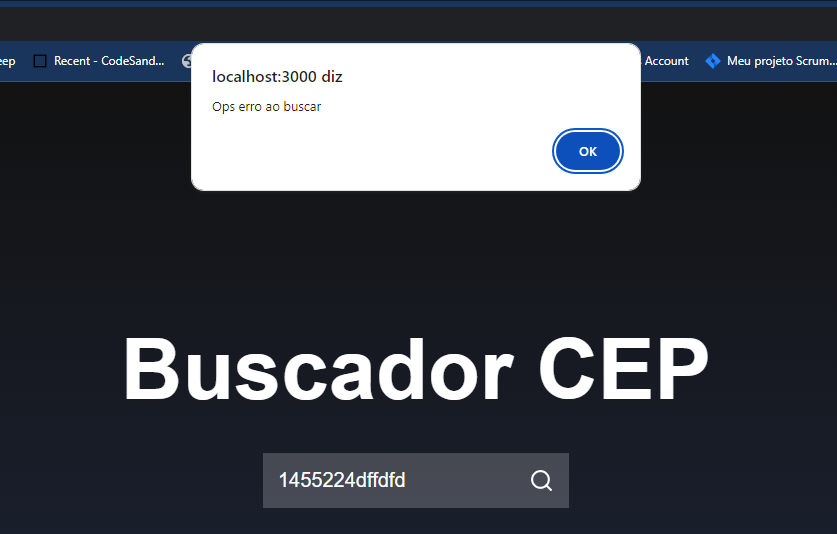 eep
Recent - CodeSand...
Account
Meu projeto Scrum...
localhost:3000 diz
Ops erro ao buscar
OK
Buscador CEP
1455224dffdfd